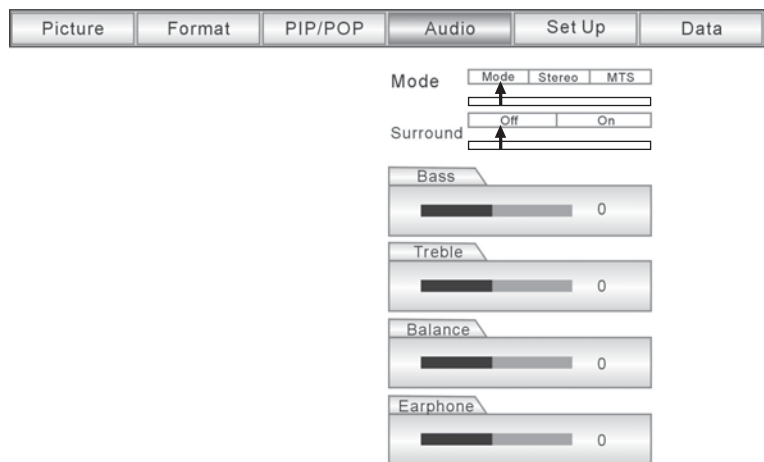 Picture Format PIP/POP Audio Set Up Data
Mode Mode Stereo MTS
Surround Off On
Bass
0
Treble
0
Balance
0
Earphone
0